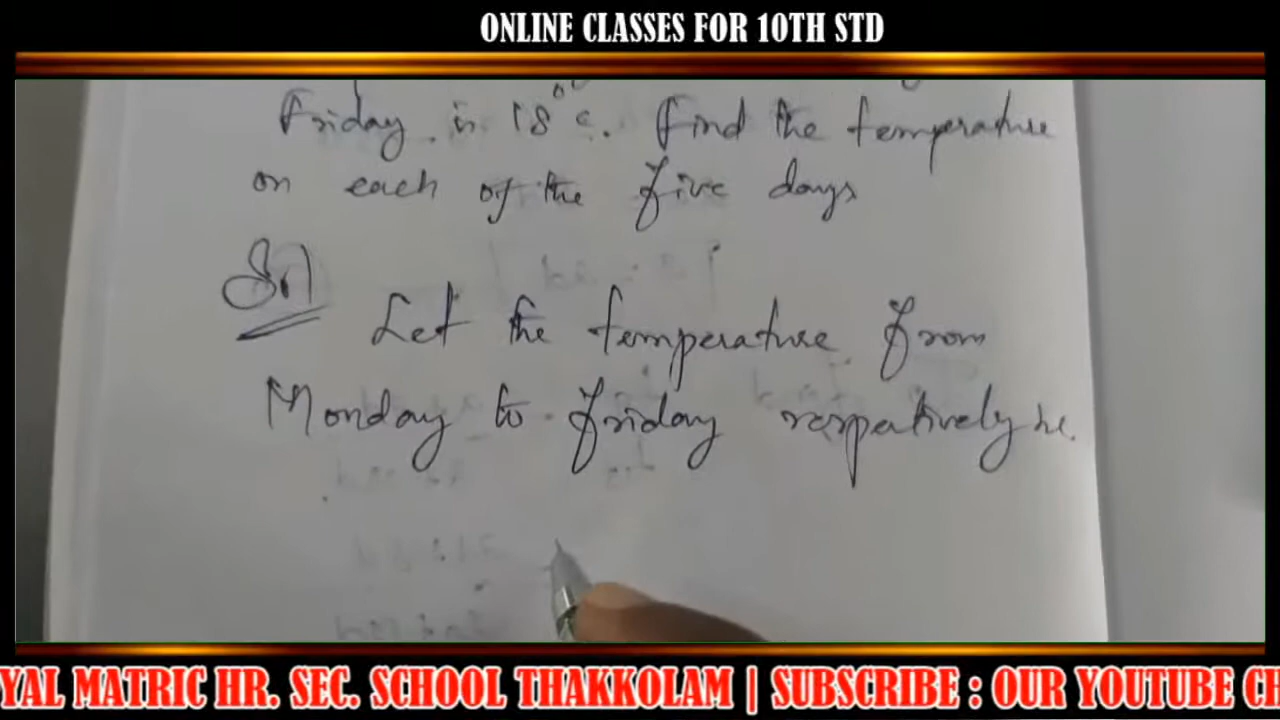 ONLINE CLASSES FOR 10TH STD
Friday. is 18°c. Find the temperature
on each of the five days
Sol
Let the temperature from
Monday to Friday respectively be.
YAL MATRIC HR. SEC. SCHOOL THAKKOLAM | SUBSCRIBE : OUR YOUTUBE CH